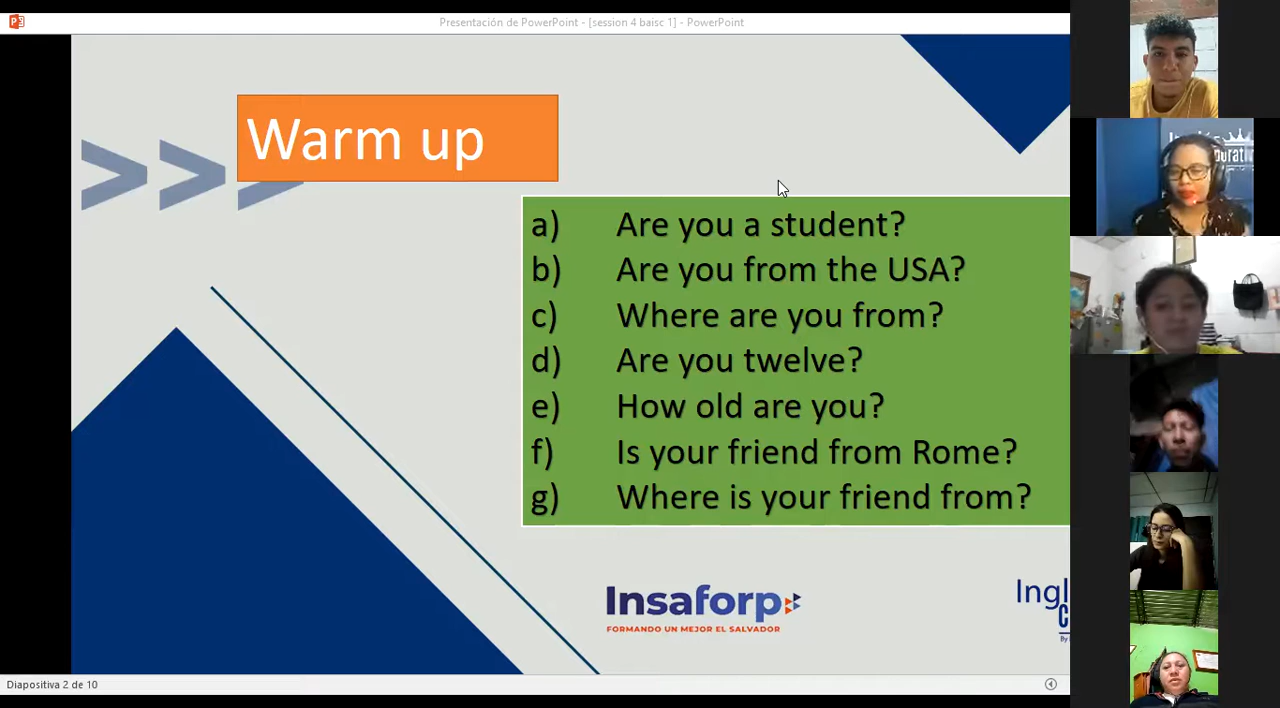 Presentación de PowerPoint - [session 4 baisc 1] - PowerPoint
Warm up
a) Are you a student?
b) Are you from the USA?
c) Where are you from?
d) Are you twelve?
e) How old are you?
f) Is your friend from Rome?
g) Where is your friend from?
Insaforp
FORMANDO UN MEJOR EL SALVADOR
Diapositiva 2 de 10